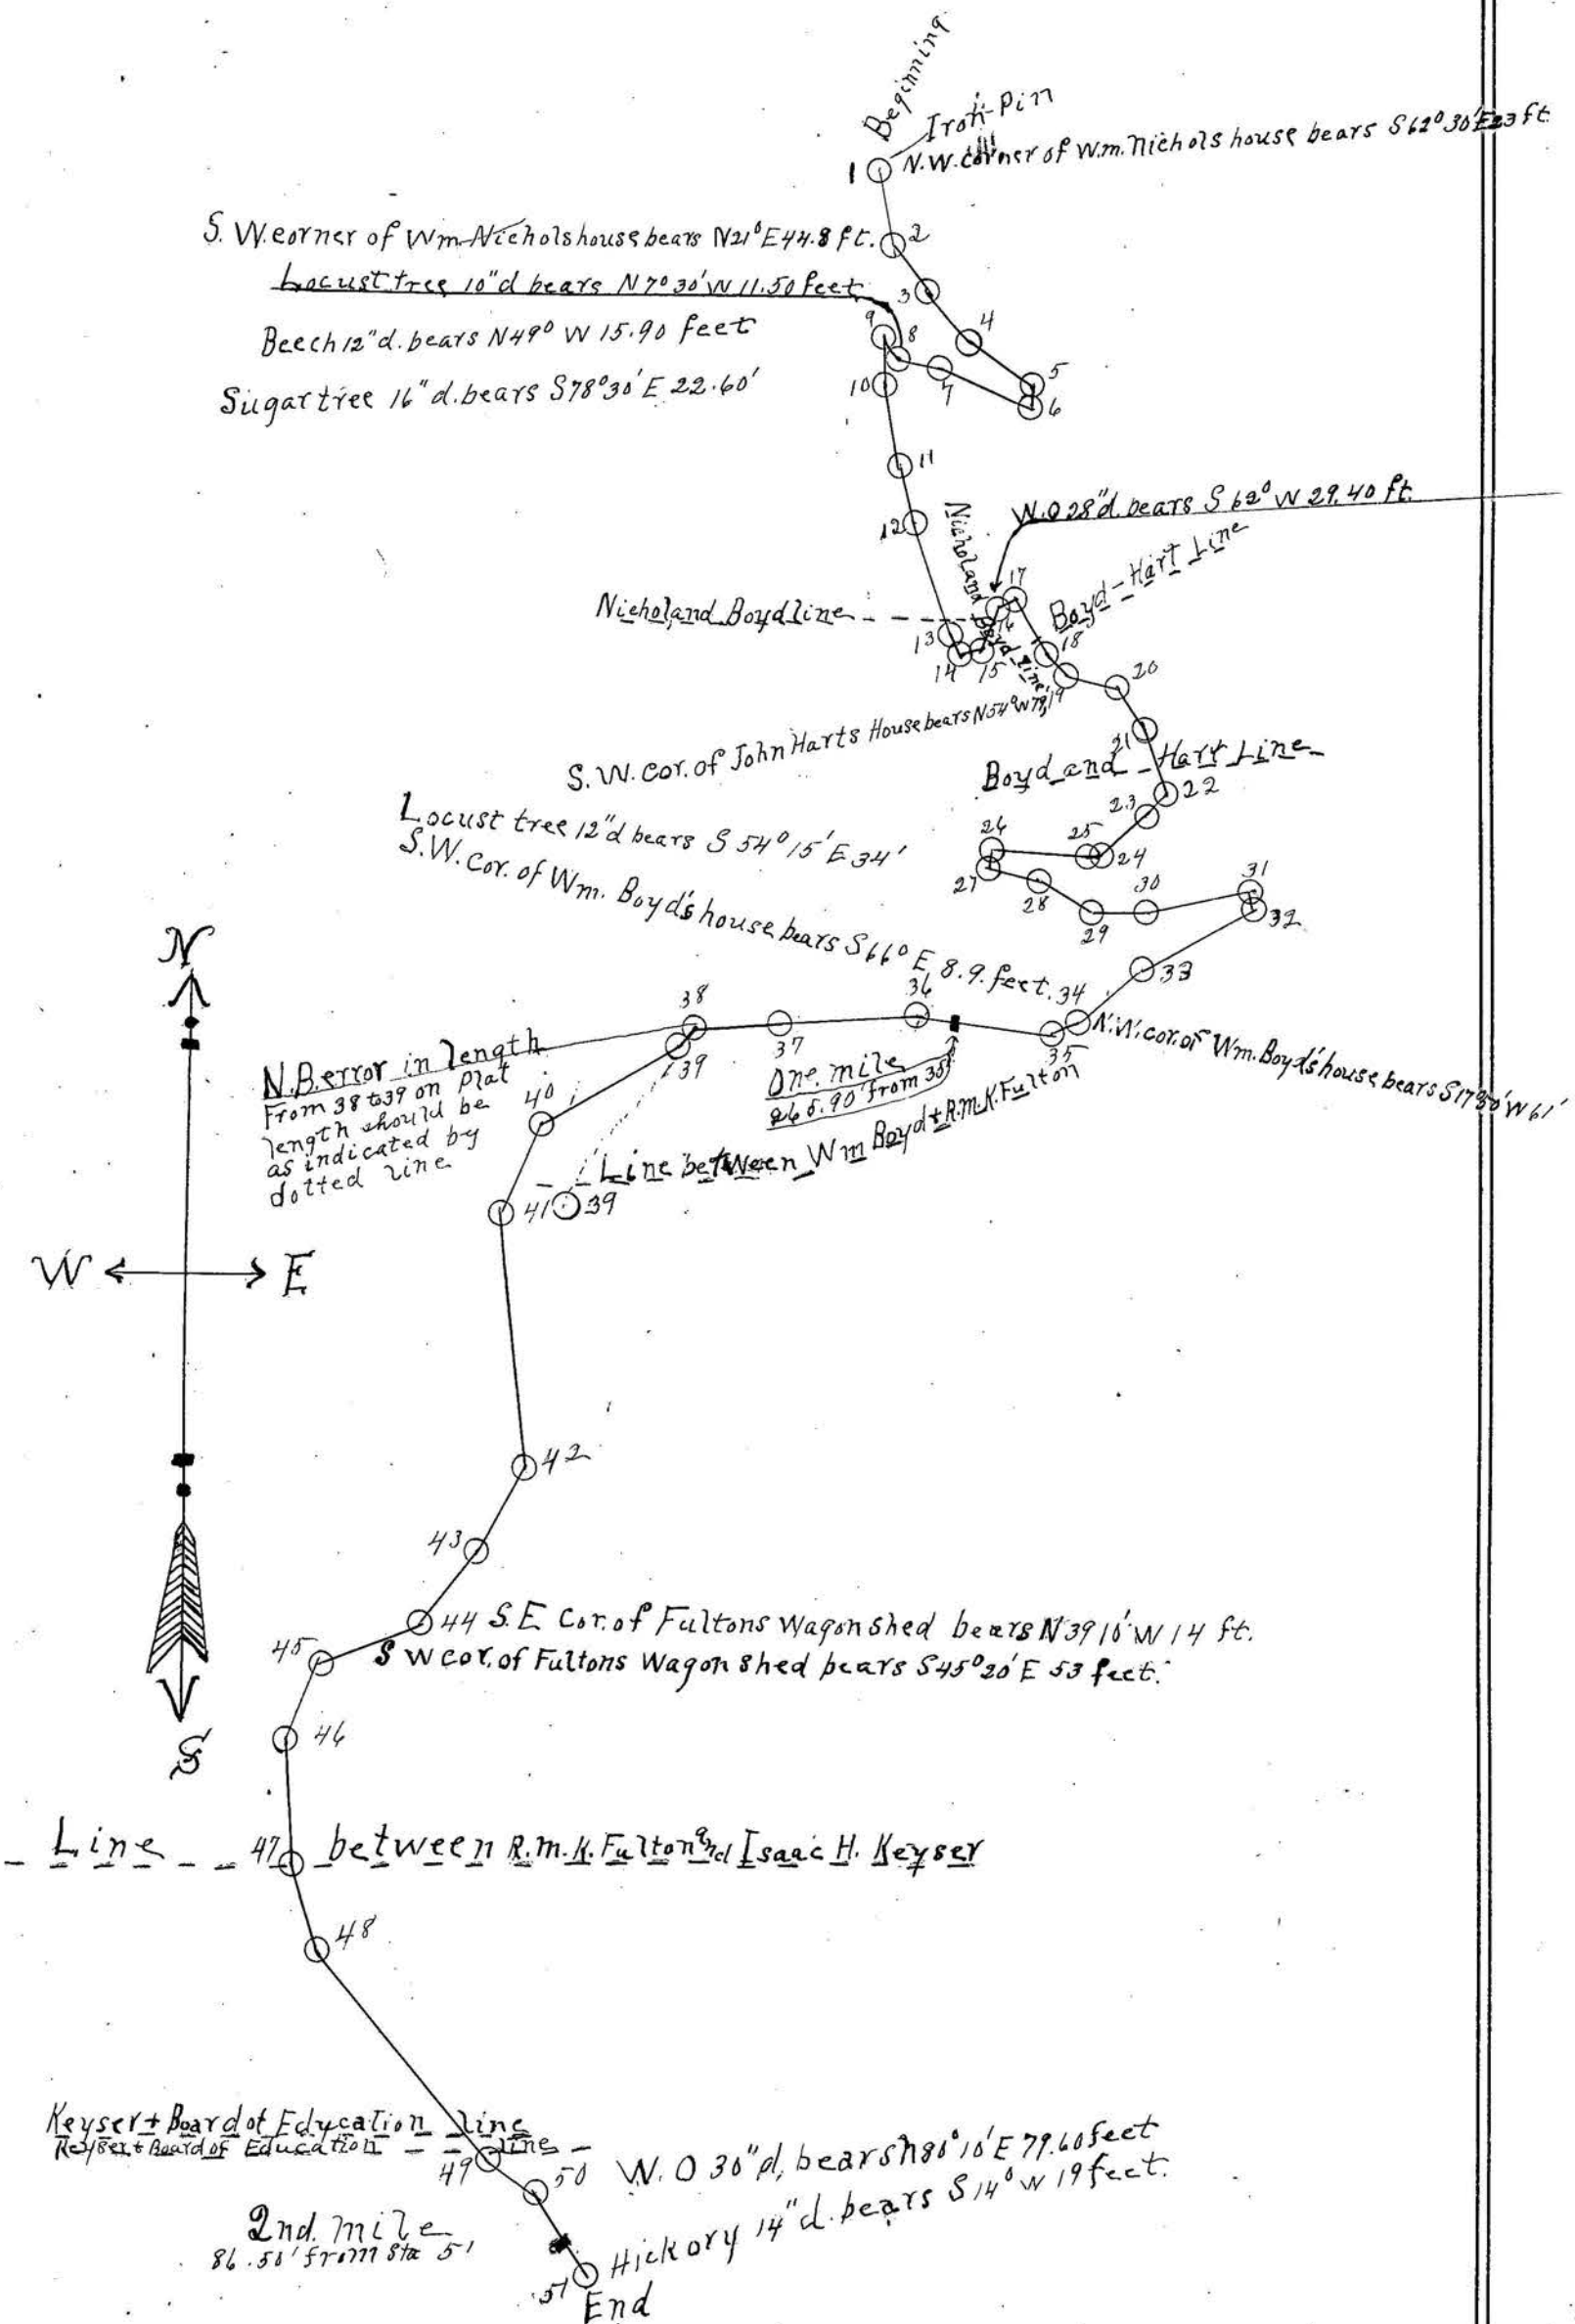 Beginning
Iron-Pin
1 N.W. corner of W.m. Nichols house bears S 62° 30' E 23 ft.
S. W. corner of Wm. Nichols house bears N 21° E 44.8 ft. 2
Locust tree 10"d bears N 7° 30' W 11.50 feet 3
Beech 12"d. bears N 49° W 15.90 feet
9 8 4
Sugar tree 16"d. bears S 78° 30' E 22.60'
10 7 5
6
11
W.O 28"d. bears S 62° W 29.40 ft.
12
Nichol and Boyd line
17
Boyd-Hart Line
Nichol and Boyd line
13 16
14 15 18
19 20
S.W. cor. of John Harts House bears N 54° W 79'
21
Boyd and Hart Line
22
23
Locust tree 12"d bears S 54° 15' E 34'
26 25 24
S.W. Cor. of Wm. Boyd's house bears S 66° E 8.9. feet.
27 28 30 31
29 32
33
N
38 36 34
37 35 N.W. cor. of Wm. Boyd's house bears S 17° 30' W 61'
N.B. error in length
From 38 to 39 on plat
length should be
as indicated by
dotted line
39
40
One mile
265.90' from 35
Line between Wm Boyd + R.M.K. Fulton
41 39
W E
42
43
44 S.E Cor. of Fultons Wagon shed bears N 39 10' W 14 ft.
45 S W cor. of Fultons Wagon shed bears S 45° 20' E 53 feet.
46
S
Line 47 between R.M.K. Fulton and Isaac H. Keyser
48
Keyser + Board of Education line
Keyser + Board of Education line
49 50 W. O 30"d, bears N 80° 10' E 79.60 feet
2nd. mile
86.50' from Sta 51
Hickory 14"d. bears S 14° W 19 feet.
51 End